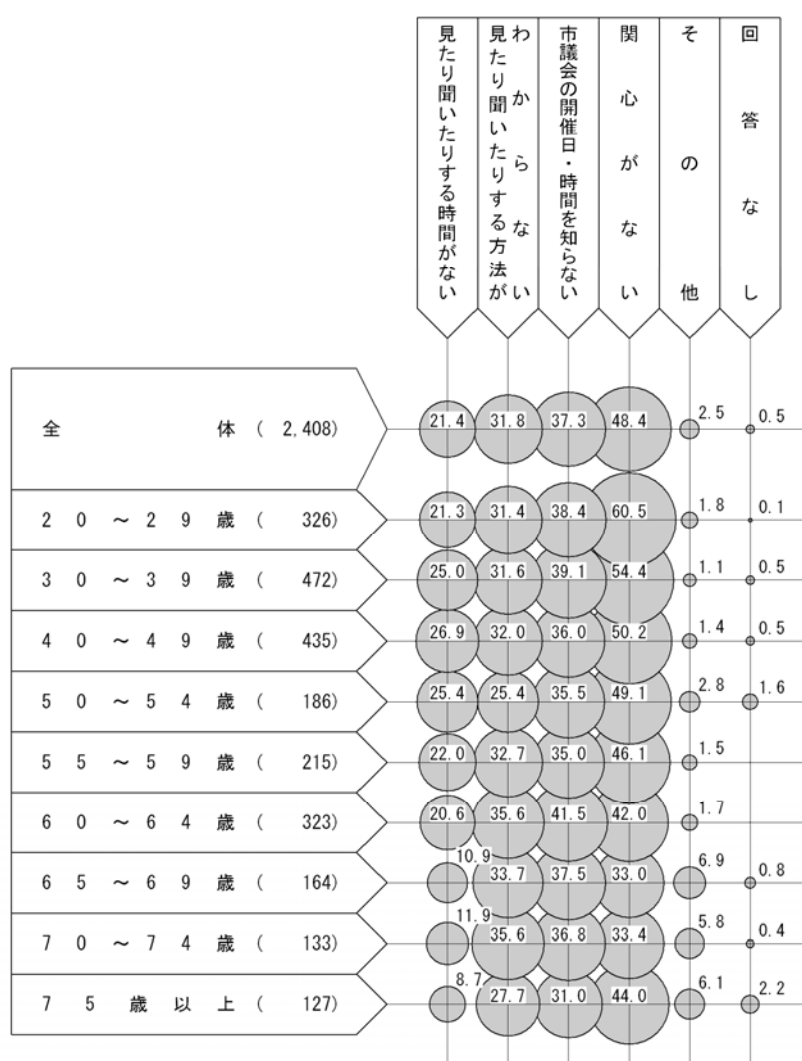 見たり聞いたりする時間がない
見たり聞いたりする方法が
わからない
市議会の開催日・時間を知らない
関心がない
その他
回答なし
全体 ( 2,408) 21.4 31.8 37.3 48.4 2.5 0.5
20～29歳 ( 326) 21.3 31.4 38.4 60.5 1.8 0.1
30～39歳 ( 472) 25.0 31.6 39.1 54.4 1.1 0.5
40～49歳 ( 435) 26.9 32.0 36.0 50.2 1.4 0.5
50～54歳 ( 186) 25.4 25.4 35.5 49.1 2.8 1.6
55～59歳 ( 215) 22.0 32.7 35.0 46.1 1.5
60～64歳 ( 323) 20.6 35.6 41.5 42.0 1.7
65～69歳 ( 164) 10.9 33.7 37.5 33.0 6.9 0.8
70～74歳 ( 133) 11.9 35.6 36.8 33.4 5.8 0.4
75歳以上 ( 127) 8.7 27.7 31.0 44.0 6.1 2.2